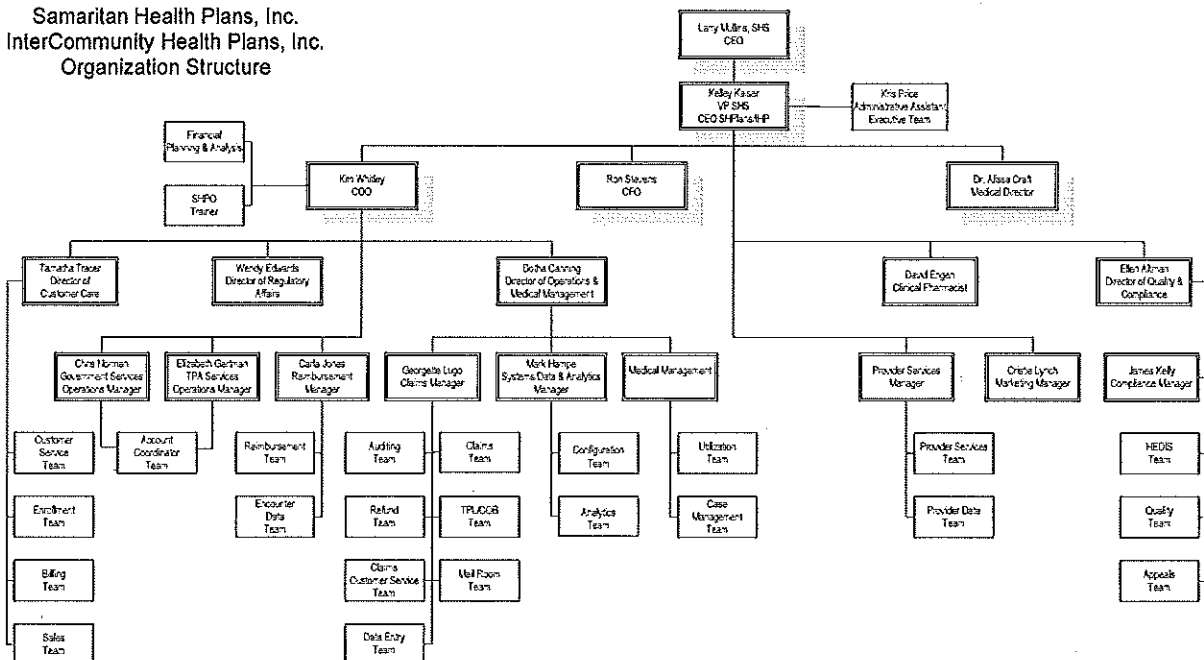 Samaritan Health Plans, Inc.
InterCommunity Health Plans, Inc.
Organization Structure
Larry Mullins, SHS
CEO
Kelley Kaiser
VP SHS
CEO SHPlans/IHP
Kris Price
Administrative Assistant
Executive Team
Financial
Planning & Analysis
SHPO
Trainer
Kim Whitley
COO
Ron Stevens
CFO
Dr. Alissa Craft
Medical Director
Tamatha Tracer
Director of
Customer Care
Wendy Edwards
Director of Regulatory
Affairs
Dotha Canning
Director of Operations &
Medical Management
David Engen
Clinical Pharmacist
Ellen Altman
Director of Quality &
Compliance
Chris Norman
Government Services
Operations Manager
Elizabeth Gartman
TPA Services
Operations Manager
Carla Jones
Reimbursement
Manager
Georgette Lugo
Claims Manager
Mark Hampe
Systems Data & Analytics
Manager
Medical Management
Provider Services
Manager
Cristie Lynch
Marketing Manager
James Kelly
Compliance Manager
Customer
Service
Team
Account
Coordinator
Team
Reimbursement
Team
Auditing
Team
Claims
Team
Configuration
Team
Utilization
Team
Provider Services
Team
HEDIS
Team
Enrollment
Team
Encounter
Data
Team
Refund
Team
TPL/COB
Team
Analytics
Team
Case
Management
Team
Provider Data
Team
Quality
Team
Billing
Team
Claims
Customer Service
Team
Mail Room
Team
Appeals
Team
Sales
Team
Data Entry
Team